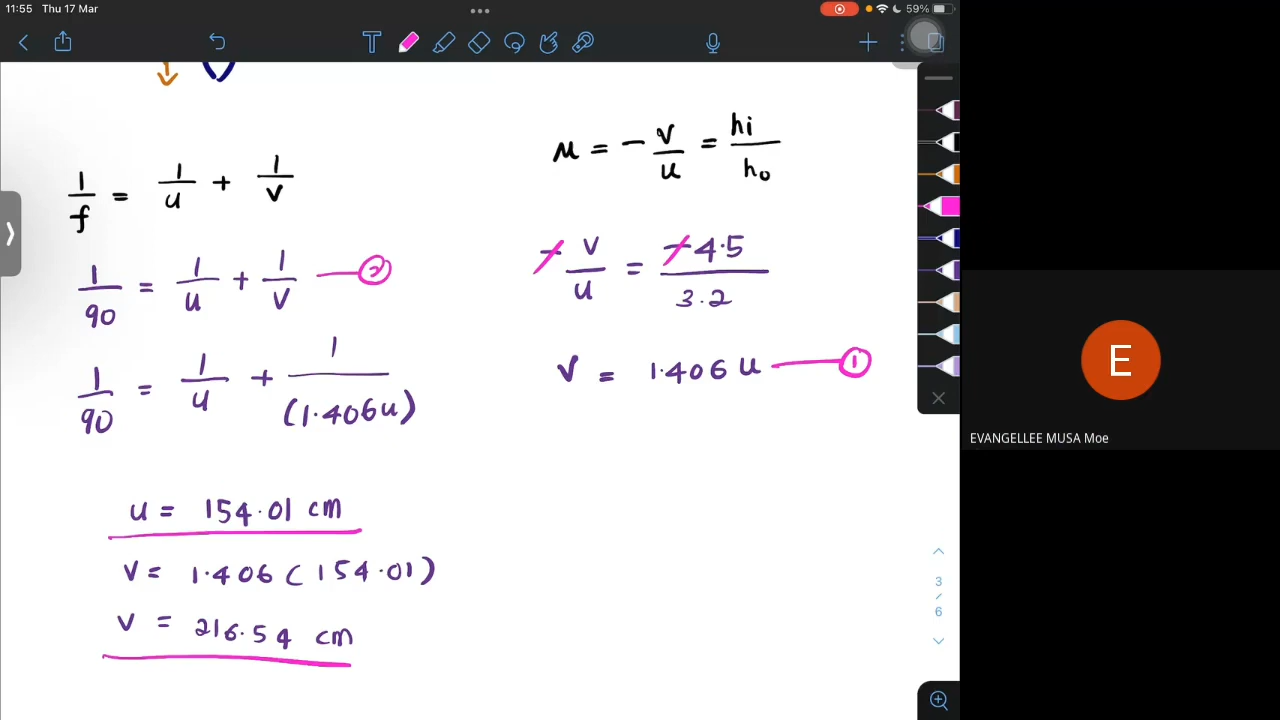 11:55 Thu 17 Mar
59%
T
1/f = 1/u + 1/v
M = - v/u = hi/ho
1/90 = 1/u + 1/v — ②
- v/u = -4.5/3.2
1/90 = 1/u + 1/(1.406u)
v = 1.406 u — ①
u = 154.01 cm
v = 1.406 (154.01)
v = 216.54 cm
3
/
6
E
EVANGELLEE MUSA Moe